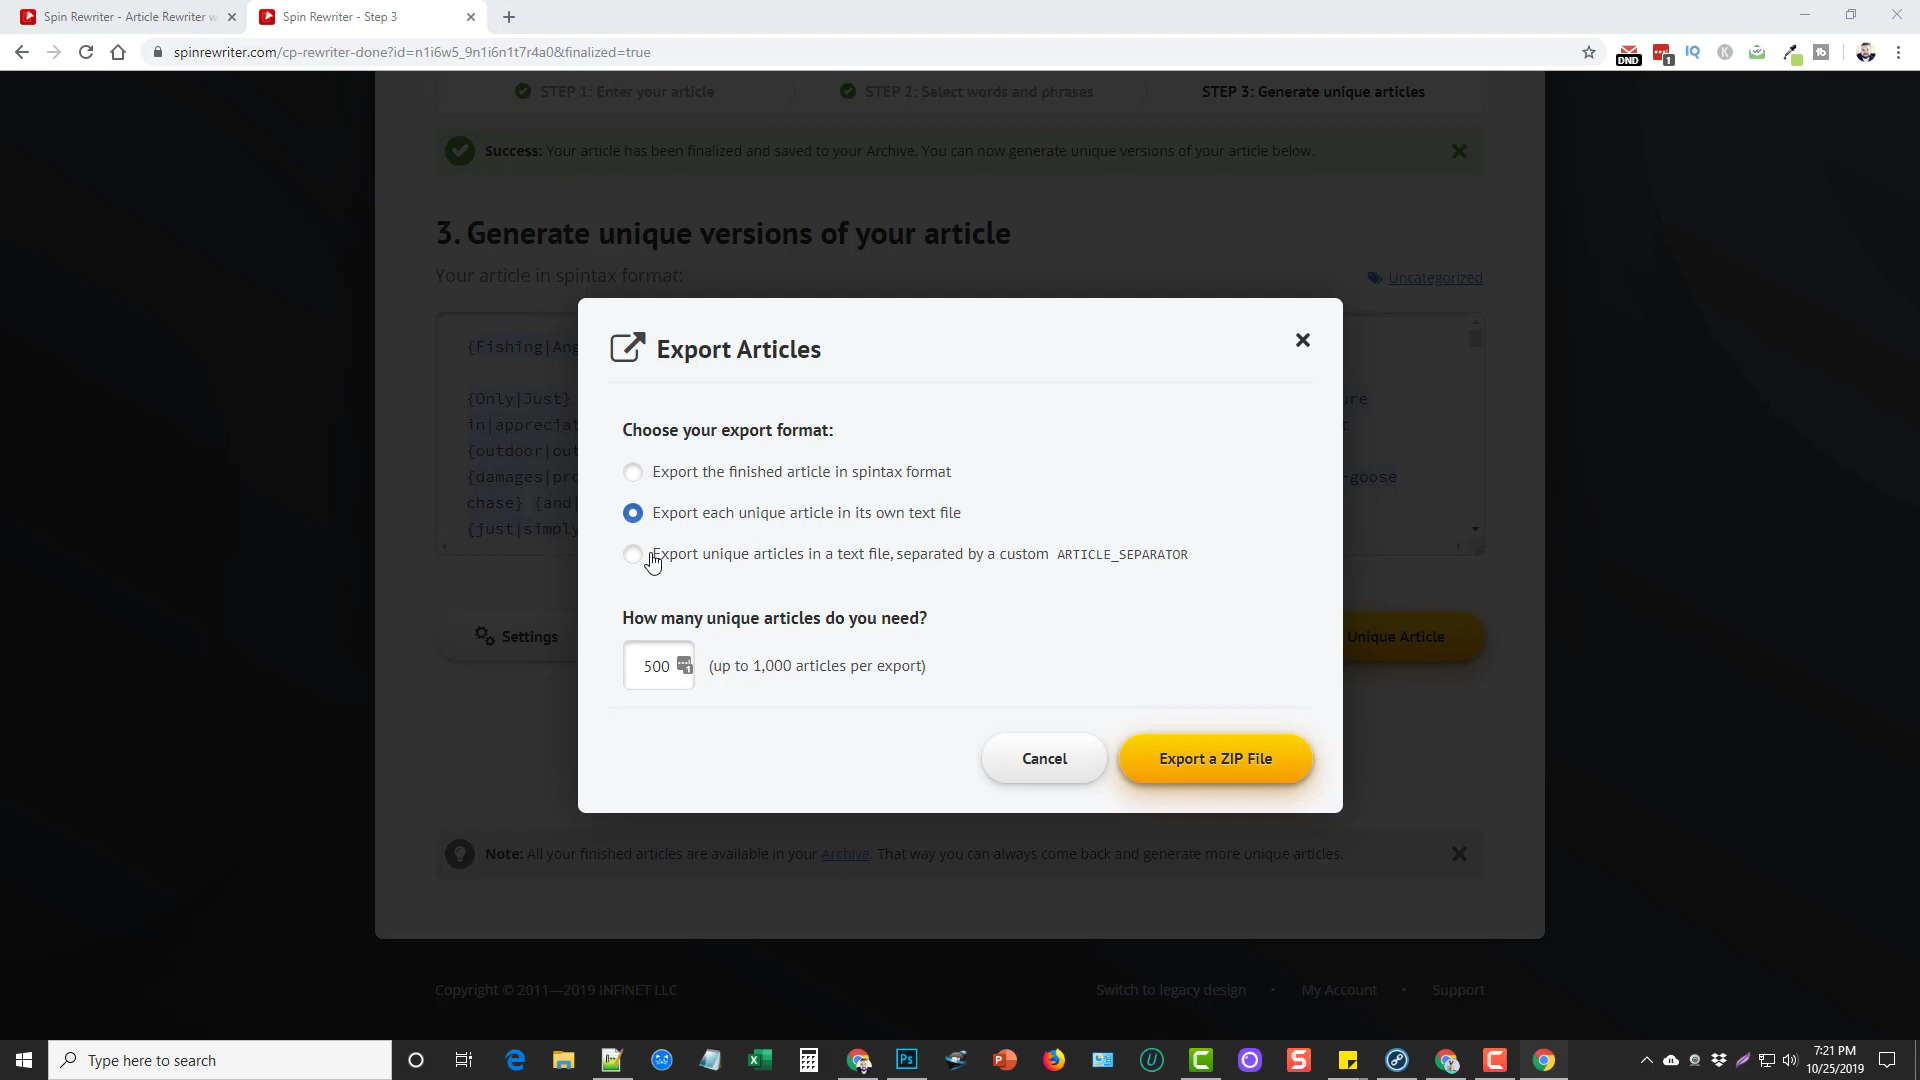 Spin Rewriter - Article Rewriter w
Spin Rewriter - Step 3
spinrewriter.com/cp-rewriter-done?id=n1i6w5_9n1i6n1t7r4a0&finalized=true
DND
1
STEP 1: Enter your article
STEP 2: Select words and phrases
STEP 3: Generate unique articles
Success: Your article has been finalized and saved to your Archive. You can now generate unique versions of your article below.
3. Generate unique versions of your article
Your article in spintax format:
Uncategorized
{Fishing|Ang
{Only|Just}
in|apprecia
{outdoor|ou
{damages|pr
-goose
chase} {and|
{just|simply
Export Articles
Choose your export format:
Export the finished article in spintax format
Export each unique article in its own text file
Export unique articles in a text file, separated by a custom ARTICLE_SEPARATOR
How many unique articles do you need?
500
(up to 1,000 articles per export)
Settings
Unique Article
Cancel
Export a ZIP File
Note: All your finished articles are available in your Archive. That way you can always come back and generate more unique articles.
Copyright © 2011—2019 INFINET LLC
Switch to legacy design
•
My Account
•
Support
Type here to search
7:21 PM
10/25/2019